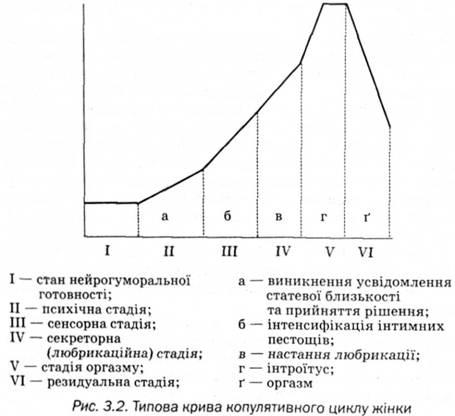 а б в г ґ
I II III IV V VI
I — стан нейрогуморальної
готовності;
II — психічна стадія;
III — сенсорна стадія;
IV — секреторна
(любрикаційна) стадія;
V — стадія оргазму;
VI — резидуальна стадія;
а — виникнення усвідомлення
статевої близькості
та прийняття рішення;
б — інтенсифікація інтимних
пестощів;
в — настання любрикації;
г — інтроїтус;
ґ — оргазм
Рис. 3.2. Типова крива копулятивного циклу жінки